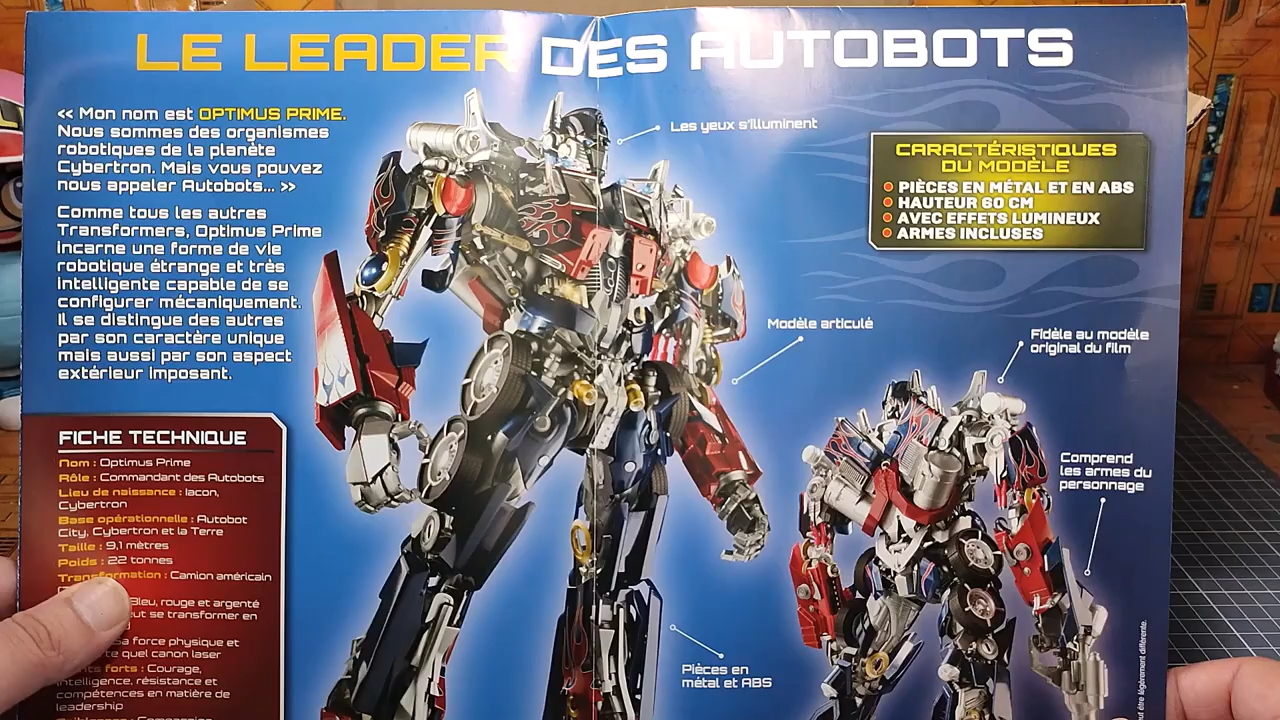 LE LEADER DES AUTOBOTS
« Mon nom est OPTIMUS PRIME.
Nous sommes des organismes
robotiques de la planète
Cybertron. Mais vous pouvez
nous appeler Autobots... »
Comme tous les autres
Transformers, Optimus Prime
incarne une forme de vie
robotique étrange et très
intelligente capable de se
configurer mécaniquement.
Il se distingue des autres
par son caractère unique
mais aussi par son aspect
extérieur imposant.
FICHE TECHNIQUE
Nom : Optimus Prime
Rôle : Commandant des Autobots
Lieu de naissance : Iacon,
Cybertron
Base opérationnelle : Autobot
City, Cybertron et la Terre
Taille : 9,1 mètres
Poids : 22 tonnes
Transformation : Camion américain
Bleu, rouge et argenté
se transformer en
force physique et
quel canon laser
forts : Courage,
intelligence, résistance et
compétences en matière de
leadership
Les yeux s'illuminent
CARACTÉRISTIQUES
DU MODÈLE
PIÈCES EN MÉTAL ET EN ABS
HAUTEUR 60 CM
AVEC EFFETS LUMINEUX
ARMES INCLUSES
Modèle articulé
Fidèle au modèle
original du film
Comprend
les armes du
personnage
Pièces en
métal et ABS
être légèrement différente.